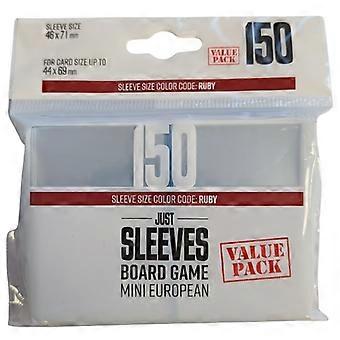 SLEEVE SIZE
46 x 71 mm
FOR CARD SIZE UP TO
44 x 69 mm
VALUE
PACK
150
SLEEVE SIZE COLOR CODE: RUBY
150
SLEEVE SIZE COLOR CODE: RUBY
JUST
SLEEVES
BOARD GAME
MINI EUROPEAN
VALUE
PACK